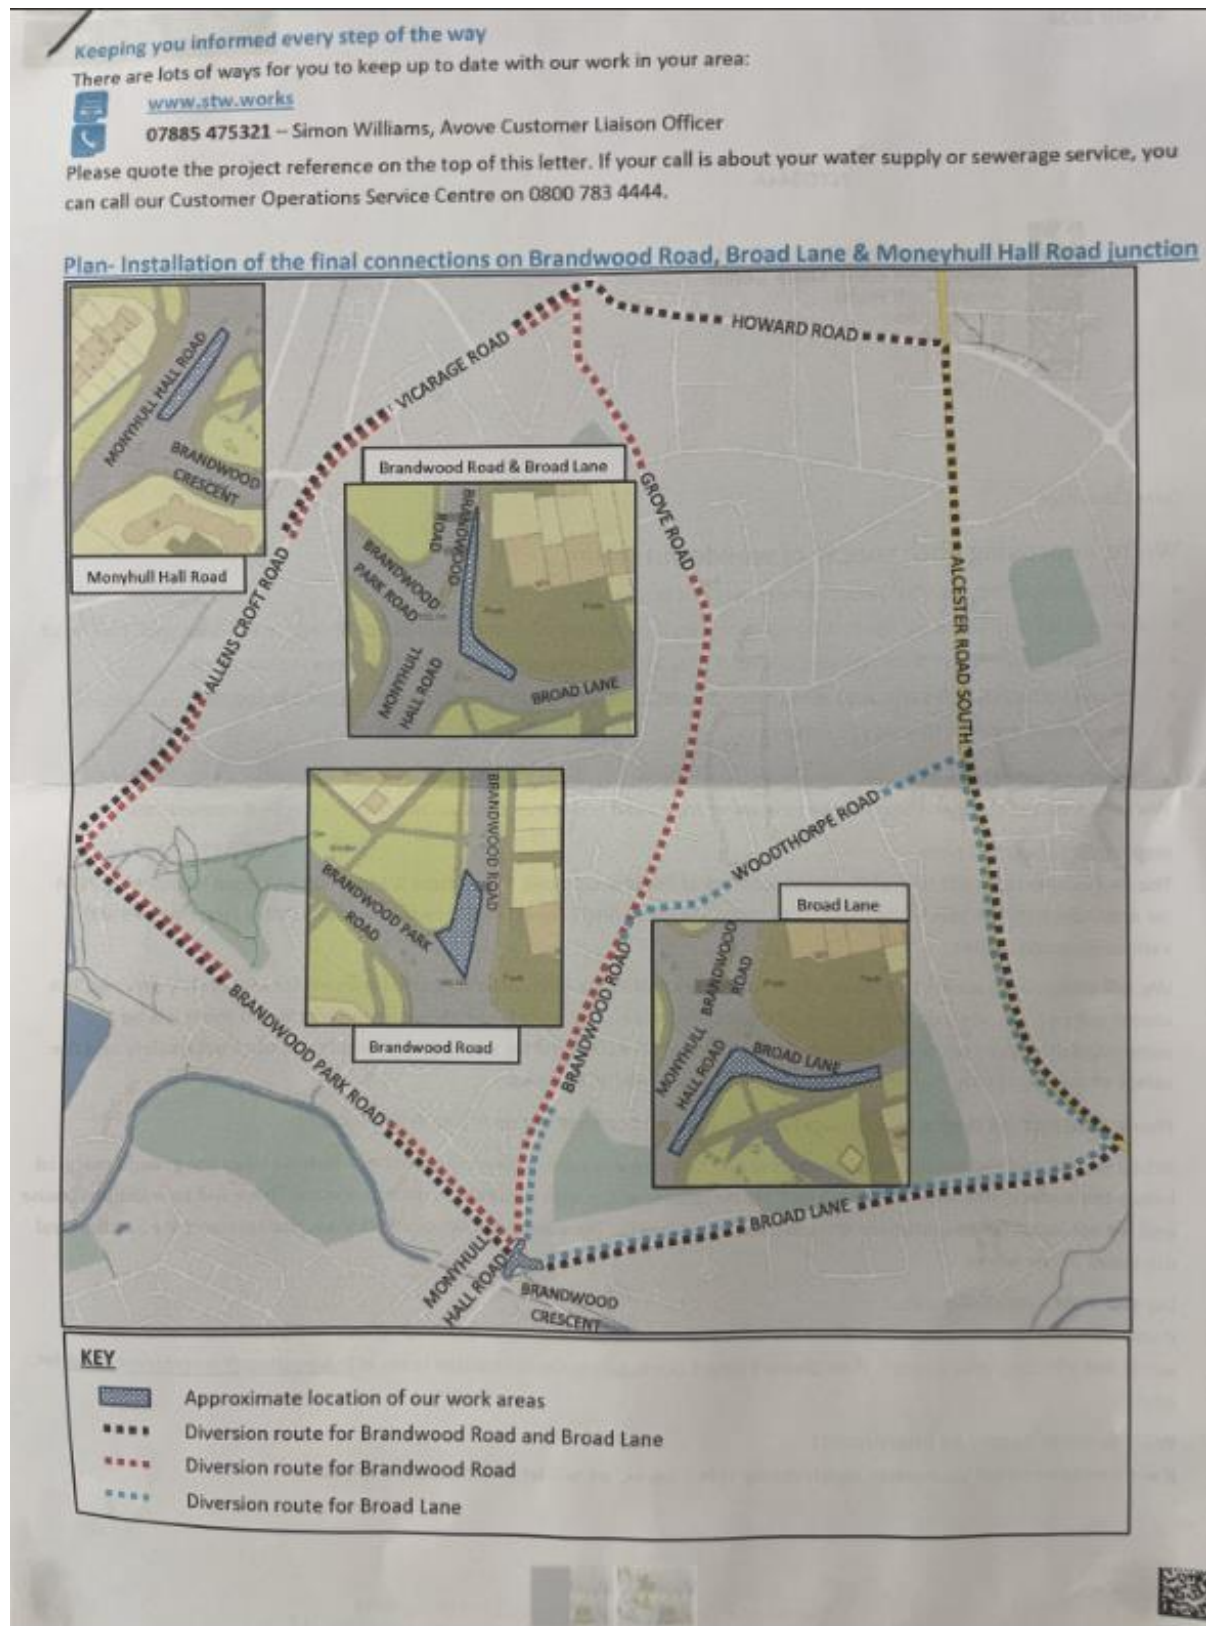 Keeping you informed every step of the way
There are lots of ways for you to keep up to date with our work in your area:
www.stw.works
07885 475321 – Simon Williams, Avove Customer Liaison Officer
Please quote the project reference on the top of this letter. If your call is about your water supply or sewerage service, you
can call our Customer Operations Service Centre on 0800 783 4444.
Plan- Installation of the final connections on Brandwood Road, Broad Lane & Moneyhull Hall Road junction
MONYHULL HALL ROAD
BRANDWOOD
CRESCENT
Monyhull Hall Road
VICARAGE ROAD
HOWARD ROAD
ALLENS CROFT ROAD
Brandwood Road & Broad Lane
BRANDWOOD
ROAD
BRANDWOOD
PARK ROAD
MONYHULL
HALL ROAD
BROAD LANE
GROVE ROAD
ALCESTER ROAD SOUTH
WOODTHORPE ROAD
BRANDWOOD ROAD
BRANDWOOD PARK
ROAD
Brandwood Road
BRANDWOOD ROAD
BRANDWOOD PARK ROAD
Broad Lane
BRANDWOOD
ROAD
MONYHULL
HALL ROAD
BROAD LANE
BROAD LANE
MONYHULL
HALL ROAD
BRANDWOOD
CRESCENT
KEY
Approximate location of our work areas
Diversion route for Brandwood Road and Broad Lane
Diversion route for Brandwood Road
Diversion route for Broad Lane